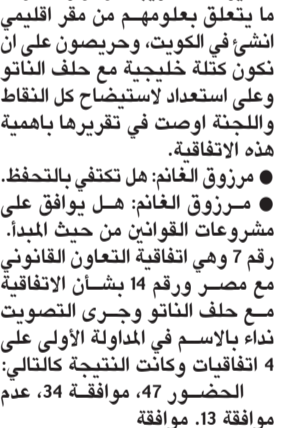 ما يتعلق بعلومهم من مقر اقليمي
انشئ في الكويت، وحريصون على ان
نكون كتلة خليجية مع حلف الناتو
وعلى استعداد لاستيضاح كل النقاط
واللجنة اوصت في تقريرها باهمية
هذه الاتفاقية.
● مرزوق الغانم: هل تكتفي بالتحفظ.
● مرزوق الغانم: هل يوافق على
مشروعات القوانين من حيث المبدأ.
رقم 7 وهي اتفاقية التعاون القانوني
مع مصر ورقم 14 بشأن الاتفاقية
مع حلف الناتو وجرى التصويت
نداء بالاسم في المداولة الأولى على
4 اتفاقيات وكانت النتيجة كالتالي:
الحضور 47، موافقة 34، عدم
موافقة 13. موافقة